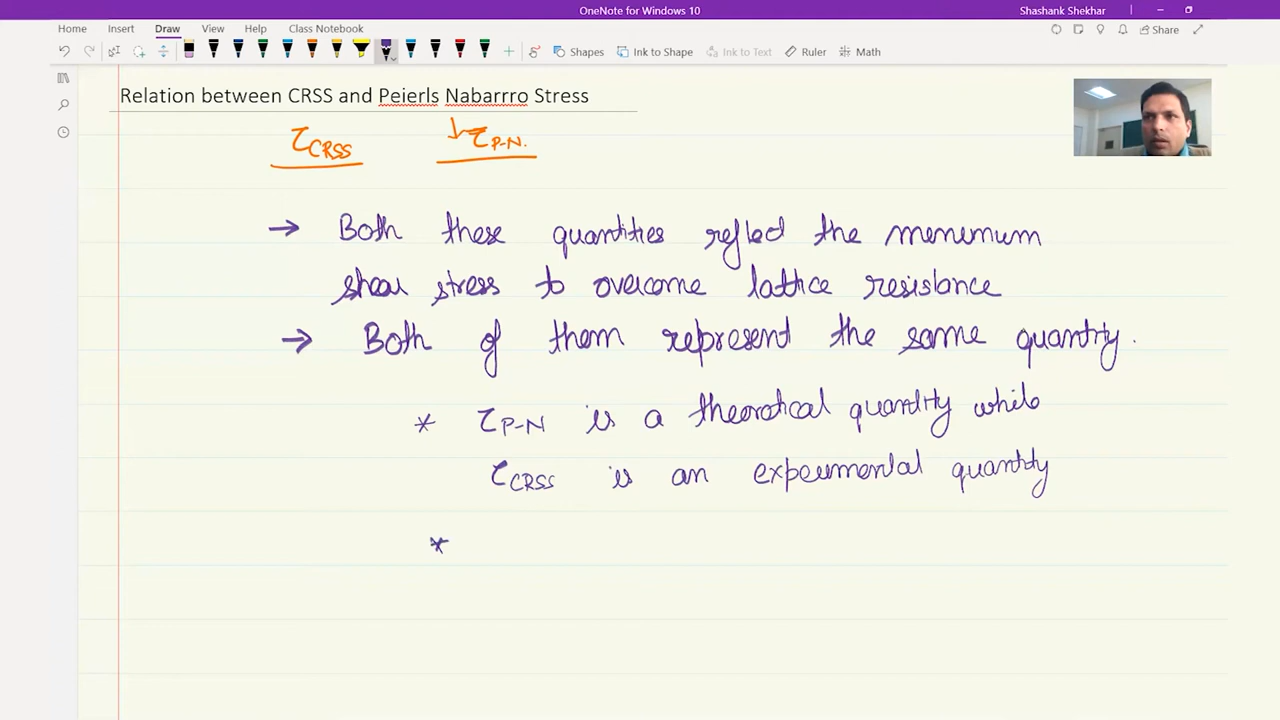 OneNote for Windows 10
Shashank Shekhar
Home Insert Draw View Help Class Notebook
Shapes Ink to Shape Ink to Text Ruler Math Share
Relation between CRSS and Peierls Nabarrro Stress
τCRSS τP-N.
→ Both these quantities reflect the minimum
shear stress to overcome lattice resistance
→ Both of them represent the same quantity.
* τP-N is a theoretical quantity while
τCRSS is an experimental quantity
*